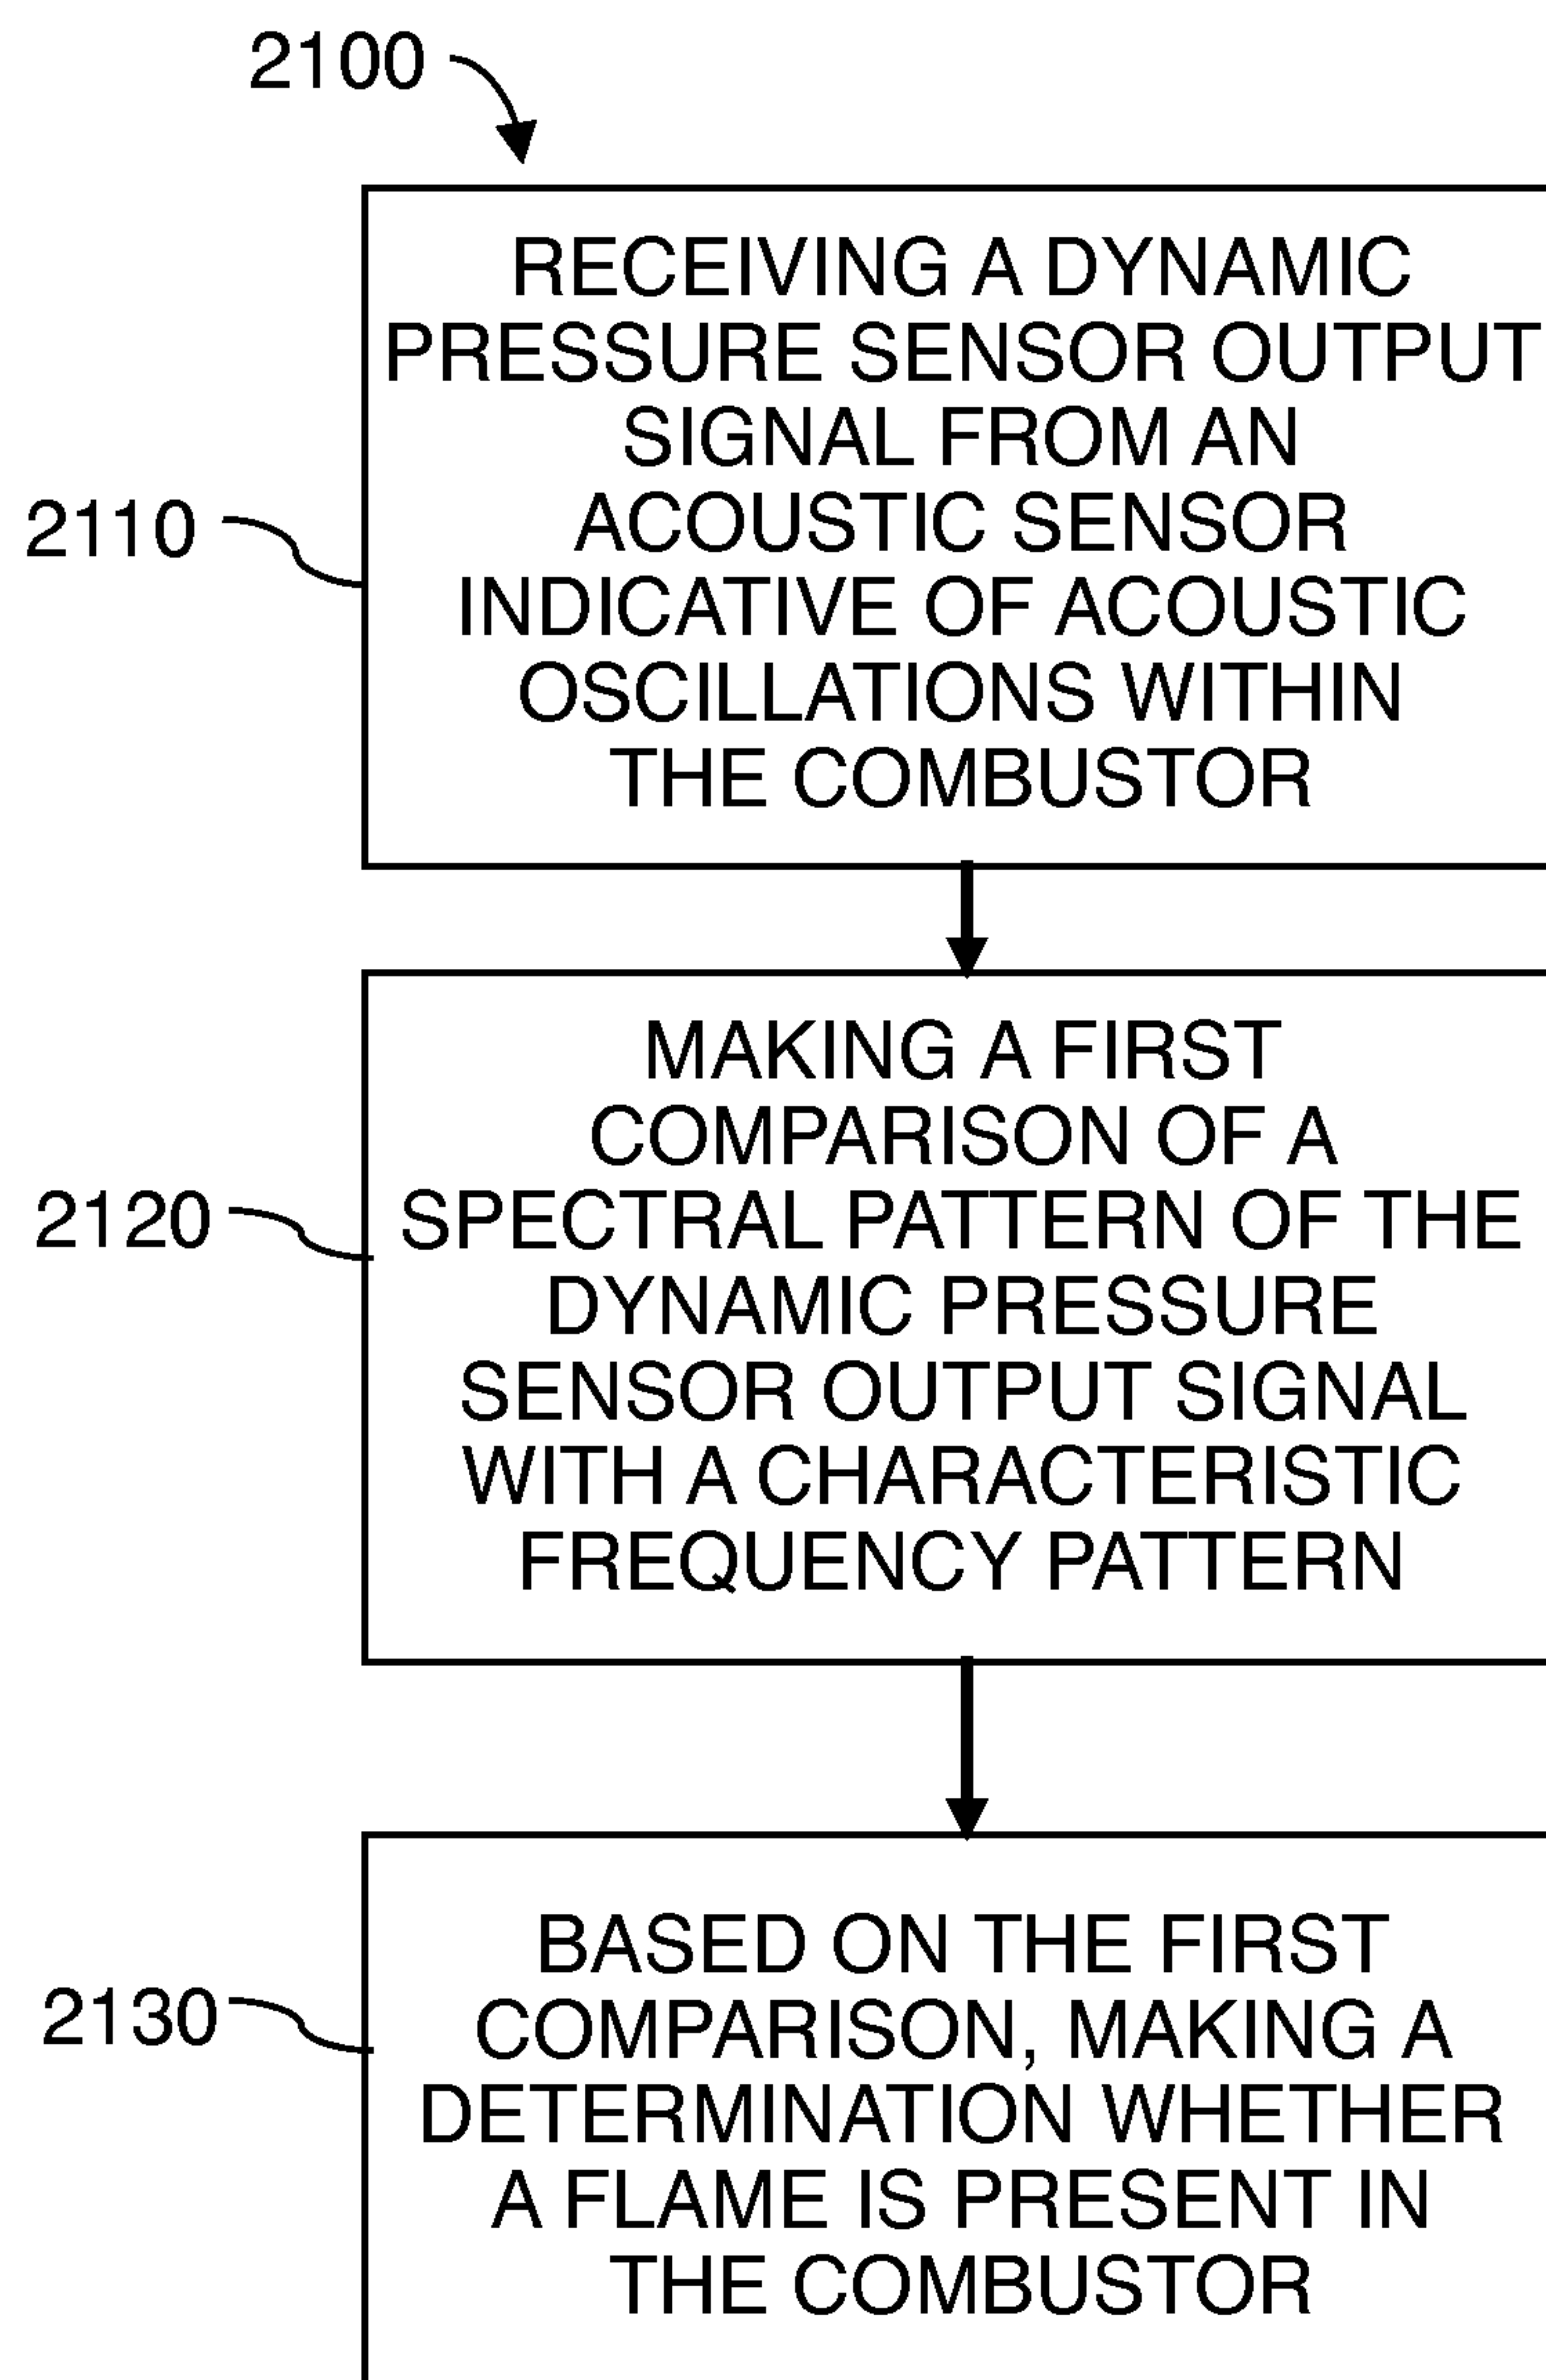 2100
RECEIVING A DYNAMIC
PRESSURE SENSOR OUTPUT
SIGNAL FROM AN
ACOUSTIC SENSOR
INDICATIVE OF ACOUSTIC
OSCILLATIONS WITHIN
THE COMBUSTOR
2110
MAKING A FIRST
COMPARISON OF A
SPECTRAL PATTERN OF THE
DYNAMIC PRESSURE
SENSOR OUTPUT SIGNAL
WITH A CHARACTERISTIC
FREQUENCY PATTERN
2120
BASED ON THE FIRST
COMPARISON, MAKING A
DETERMINATION WHETHER
A FLAME IS PRESENT IN
THE COMBUSTOR
2130